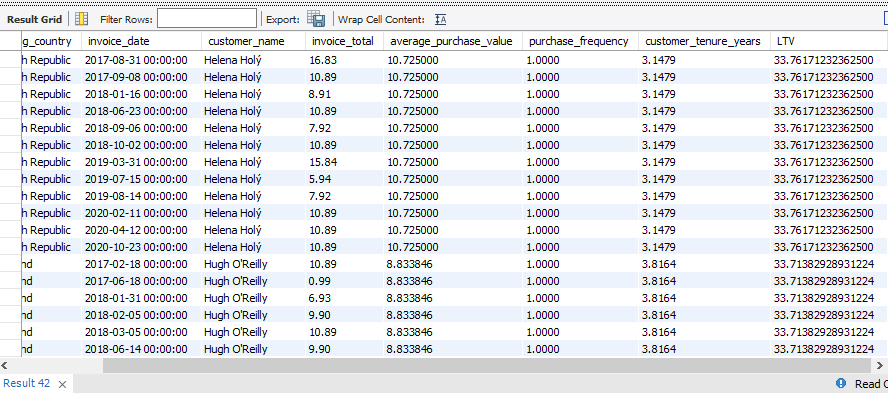 Result Grid Filter Rows: Export: Wrap Cell Content:
g_country invoice_date customer_name invoice_total average_purchase_value purchase_frequency customer_tenure_years LTV
h Republic 2017-08-31 00:00:00 Helena Holý 16.83 10.725000 1.0000 3.1479 33.76171232362500
h Republic 2017-09-08 00:00:00 Helena Holý 10.89 10.725000 1.0000 3.1479 33.76171232362500
h Republic 2018-01-16 00:00:00 Helena Holý 8.91 10.725000 1.0000 3.1479 33.76171232362500
h Republic 2018-06-23 00:00:00 Helena Holý 10.89 10.725000 1.0000 3.1479 33.76171232362500
h Republic 2018-09-06 00:00:00 Helena Holý 7.92 10.725000 1.0000 3.1479 33.76171232362500
h Republic 2018-10-02 00:00:00 Helena Holý 10.89 10.725000 1.0000 3.1479 33.76171232362500
h Republic 2019-03-31 00:00:00 Helena Holý 15.84 10.725000 1.0000 3.1479 33.76171232362500
h Republic 2019-07-15 00:00:00 Helena Holý 5.94 10.725000 1.0000 3.1479 33.76171232362500
h Republic 2019-08-14 00:00:00 Helena Holý 7.92 10.725000 1.0000 3.1479 33.76171232362500
h Republic 2020-02-11 00:00:00 Helena Holý 10.89 10.725000 1.0000 3.1479 33.76171232362500
h Republic 2020-04-12 00:00:00 Helena Holý 10.89 10.725000 1.0000 3.1479 33.76171232362500
h Republic 2020-10-23 00:00:00 Helena Holý 10.89 10.725000 1.0000 3.1479 33.76171232362500
nd 2017-02-18 00:00:00 Hugh O'Reilly 10.89 8.833846 1.0000 3.8164 33.71382928931224
nd 2017-06-18 00:00:00 Hugh O'Reilly 0.99 8.833846 1.0000 3.8164 33.71382928931224
nd 2018-01-31 00:00:00 Hugh O'Reilly 6.93 8.833846 1.0000 3.8164 33.71382928931224
nd 2018-02-05 00:00:00 Hugh O'Reilly 9.90 8.833846 1.0000 3.8164 33.71382928931224
nd 2018-03-05 00:00:00 Hugh O'Reilly 10.89 8.833846 1.0000 3.8164 33.71382928931224
nd 2018-06-14 00:00:00 Hugh O'Reilly 9.90 8.833846 1.0000 3.8164 33.71382928931224
Result 42 Read